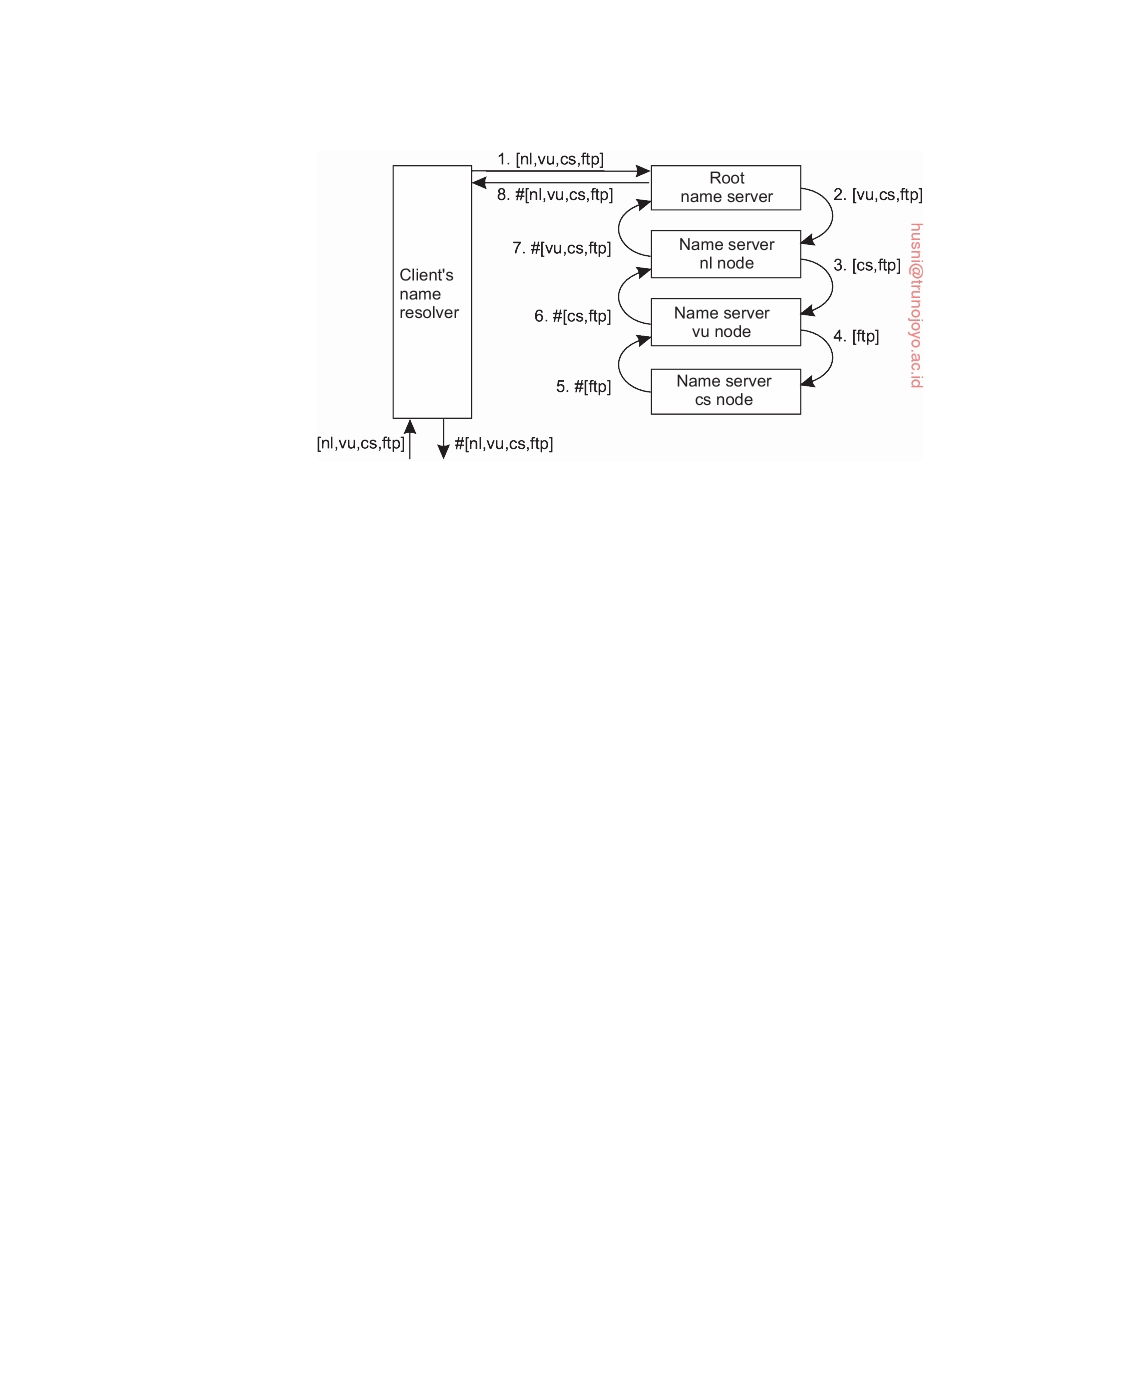 1. [nl,vu,cs,ftp]
8. #[nl,vu,cs,ftp]
Root
name server
2. [vu,cs,ftp]
7. #[vu,cs,ftp]
Name server
nl node
3. [cs,ftp]
Client's
name
resolver
6. #[cs,ftp]
Name server
vu node
4. [ftp]
5. #[ftp]
Name server
cs node
[nl,vu,cs,ftp]
#[nl,vu,cs,ftp]
husni@trunojoyo.ac.id